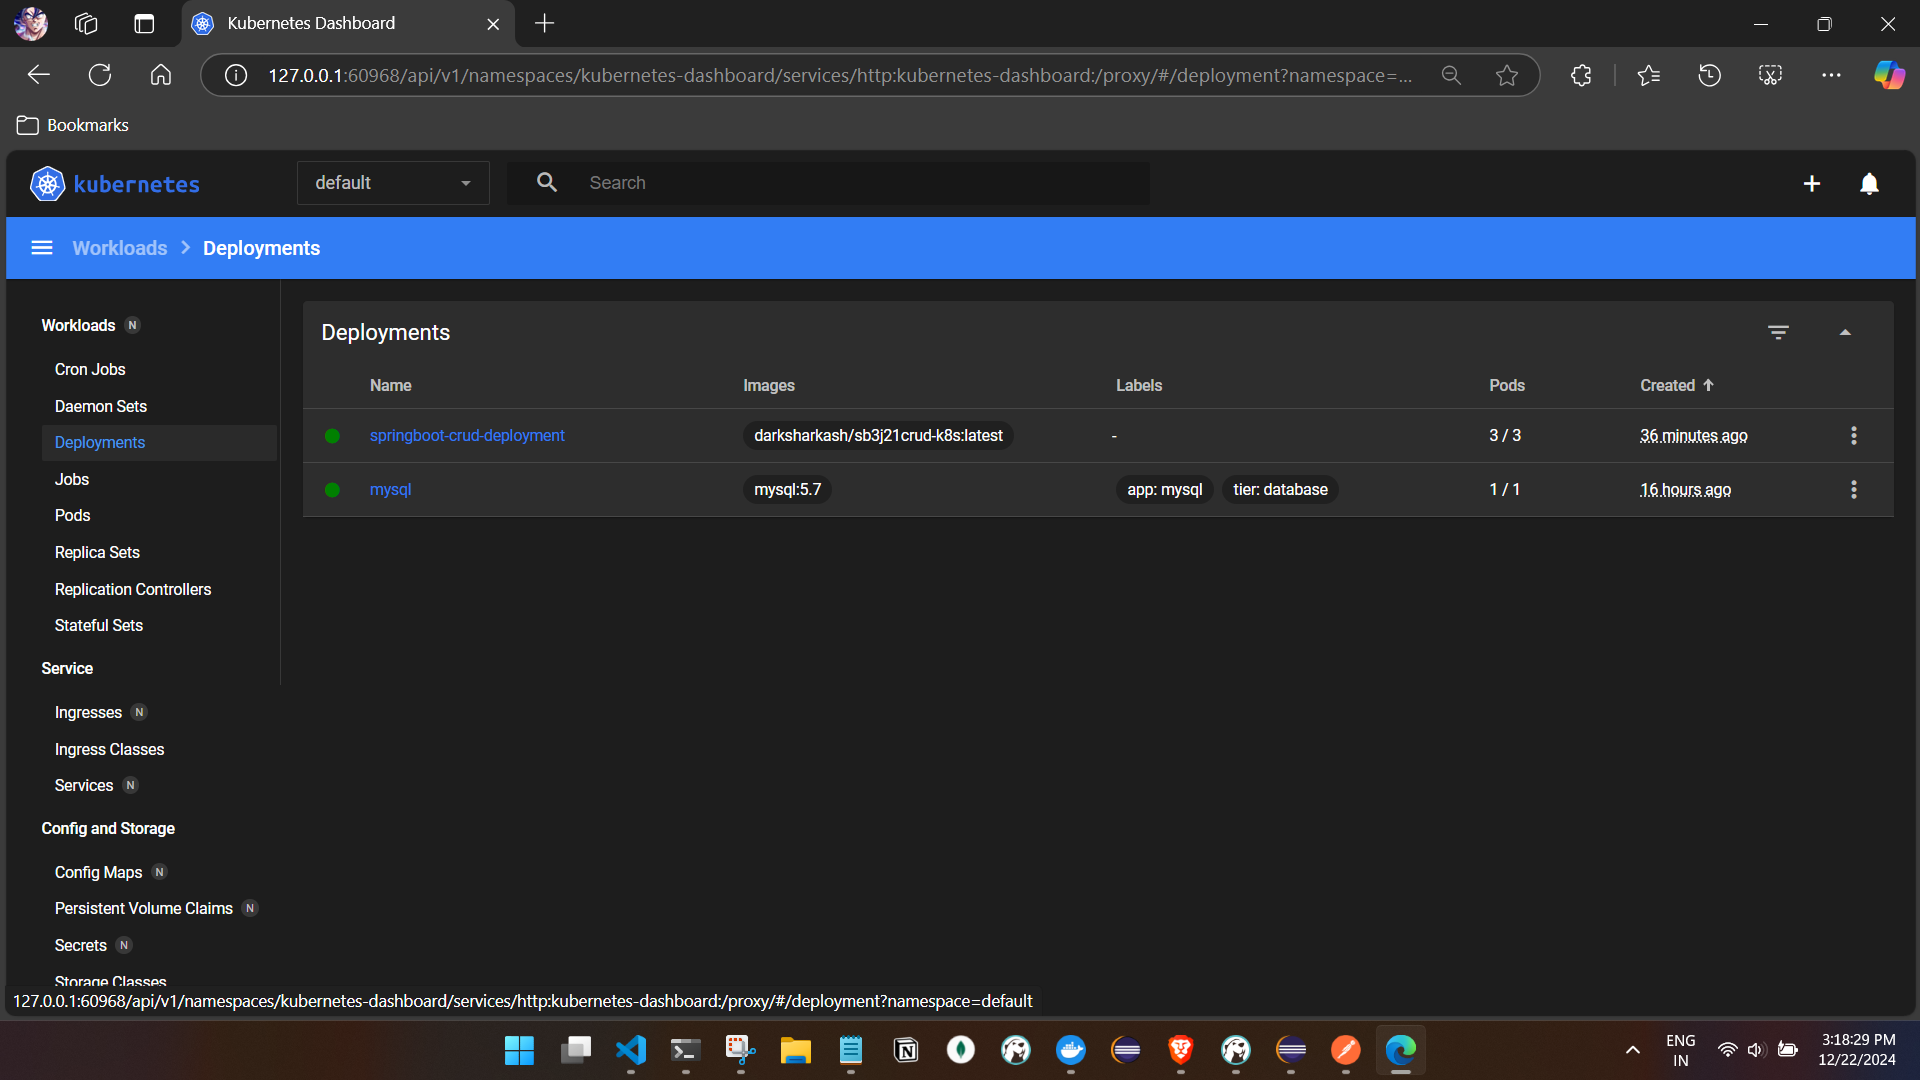 Kubernetes Dashboard
127.0.0.1:60968/api/v1/namespaces/kubernetes-dashboard/services/http:kubernetes-dashboard:/proxy/#/deployment?namespace=...
Bookmarks
kubernetes
default
Search
Workloads > Deployments
Workloads N
Cron Jobs
Daemon Sets
Deployments
Jobs
Pods
Replica Sets
Replication Controllers
Stateful Sets
Service
Ingresses N
Ingress Classes
Services N
Config and Storage
Config Maps N
Persistent Volume Claims N
Secrets N
Storage Classes
Deployments
Name Images Labels Pods Created
springboot-crud-deployment darksharkash/sb3j21crud-k8s:latest - 3 / 3 36 minutes ago
mysql mysql:5.7 app: mysql tier: database 1 / 1 16 hours ago
127.0.0.1:60968/api/v1/namespaces/kubernetes-dashboard/services/http:kubernetes-dashboard:/proxy/#/deployment?namespace=default
ENG
IN
3:18:29 PM
12/22/2024